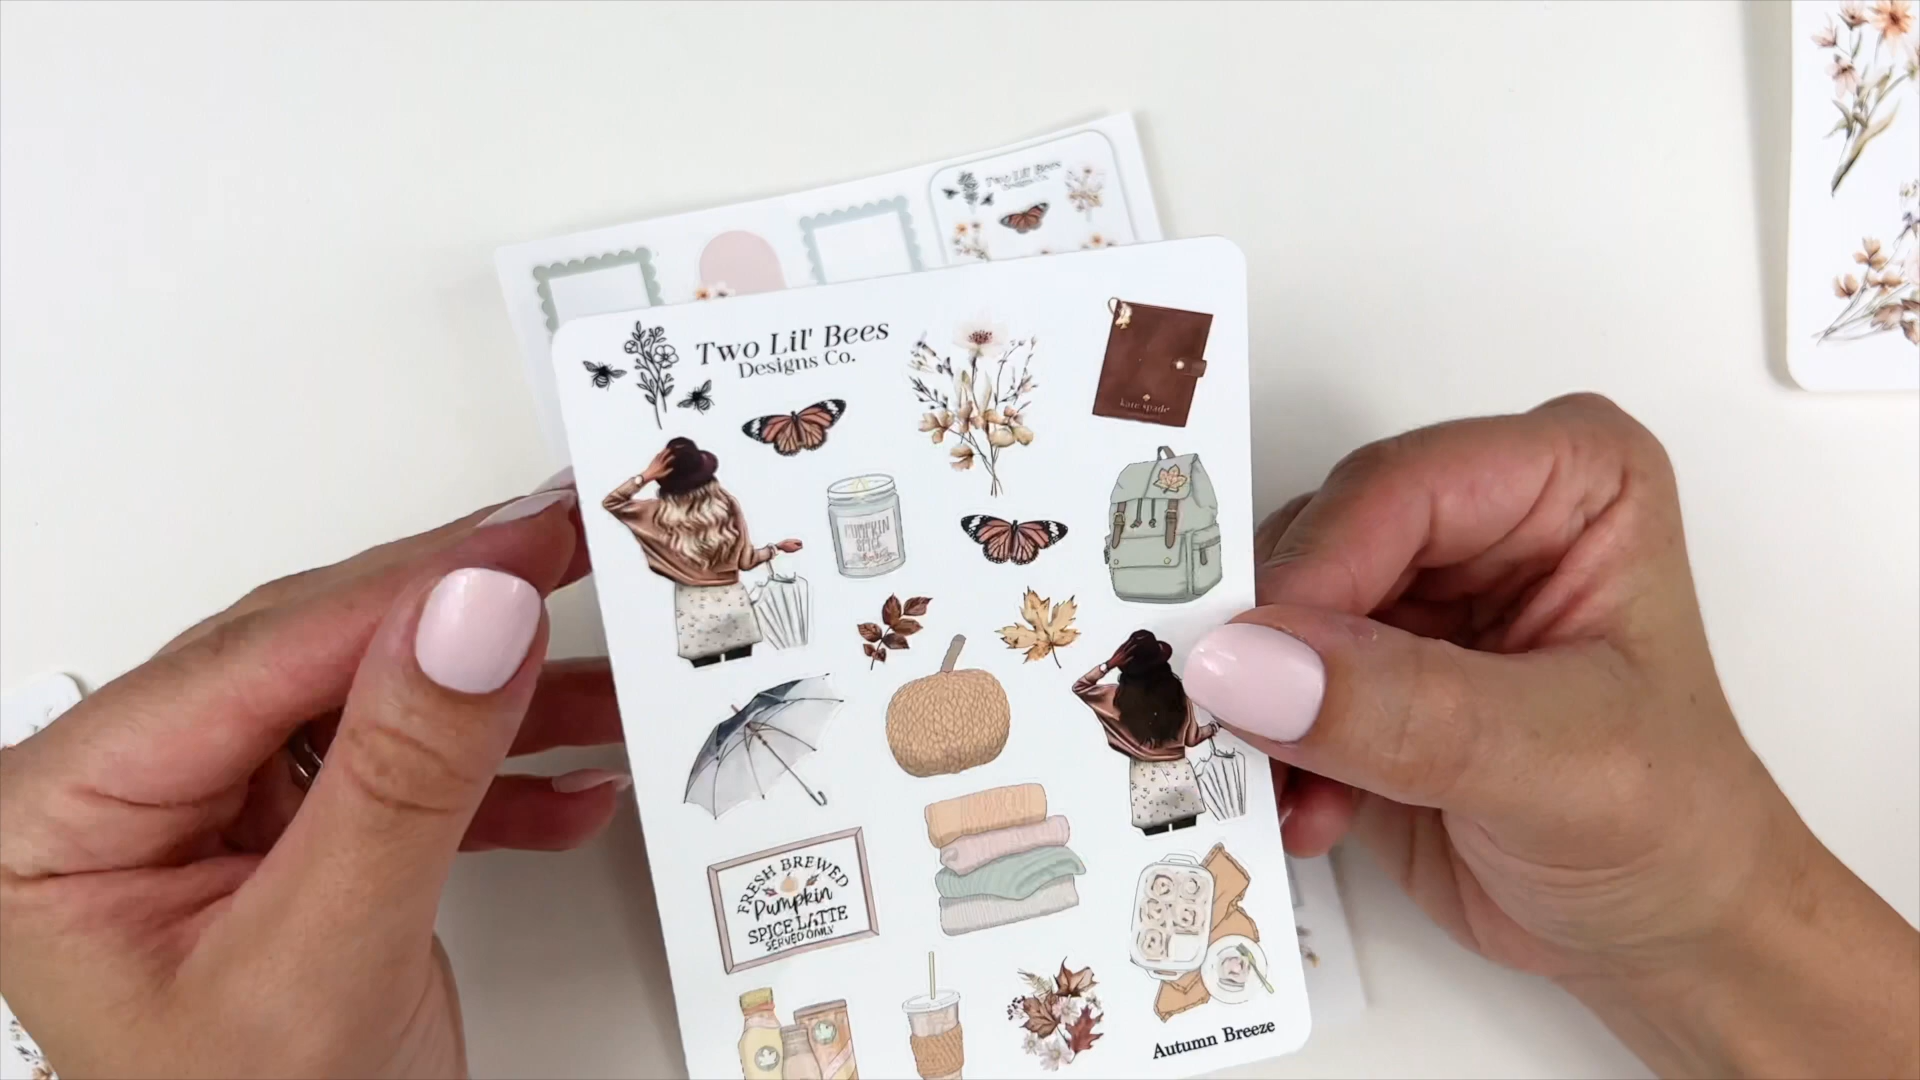 Two Lil' Bees
Designs Co.
Two Lil' Bees
Designs Co.
kate spade
PUMPKIN
SPICE
FRESH BREWED
Pumpkin
SPICE LATTE
SERVED ONLY
Autumn Breeze